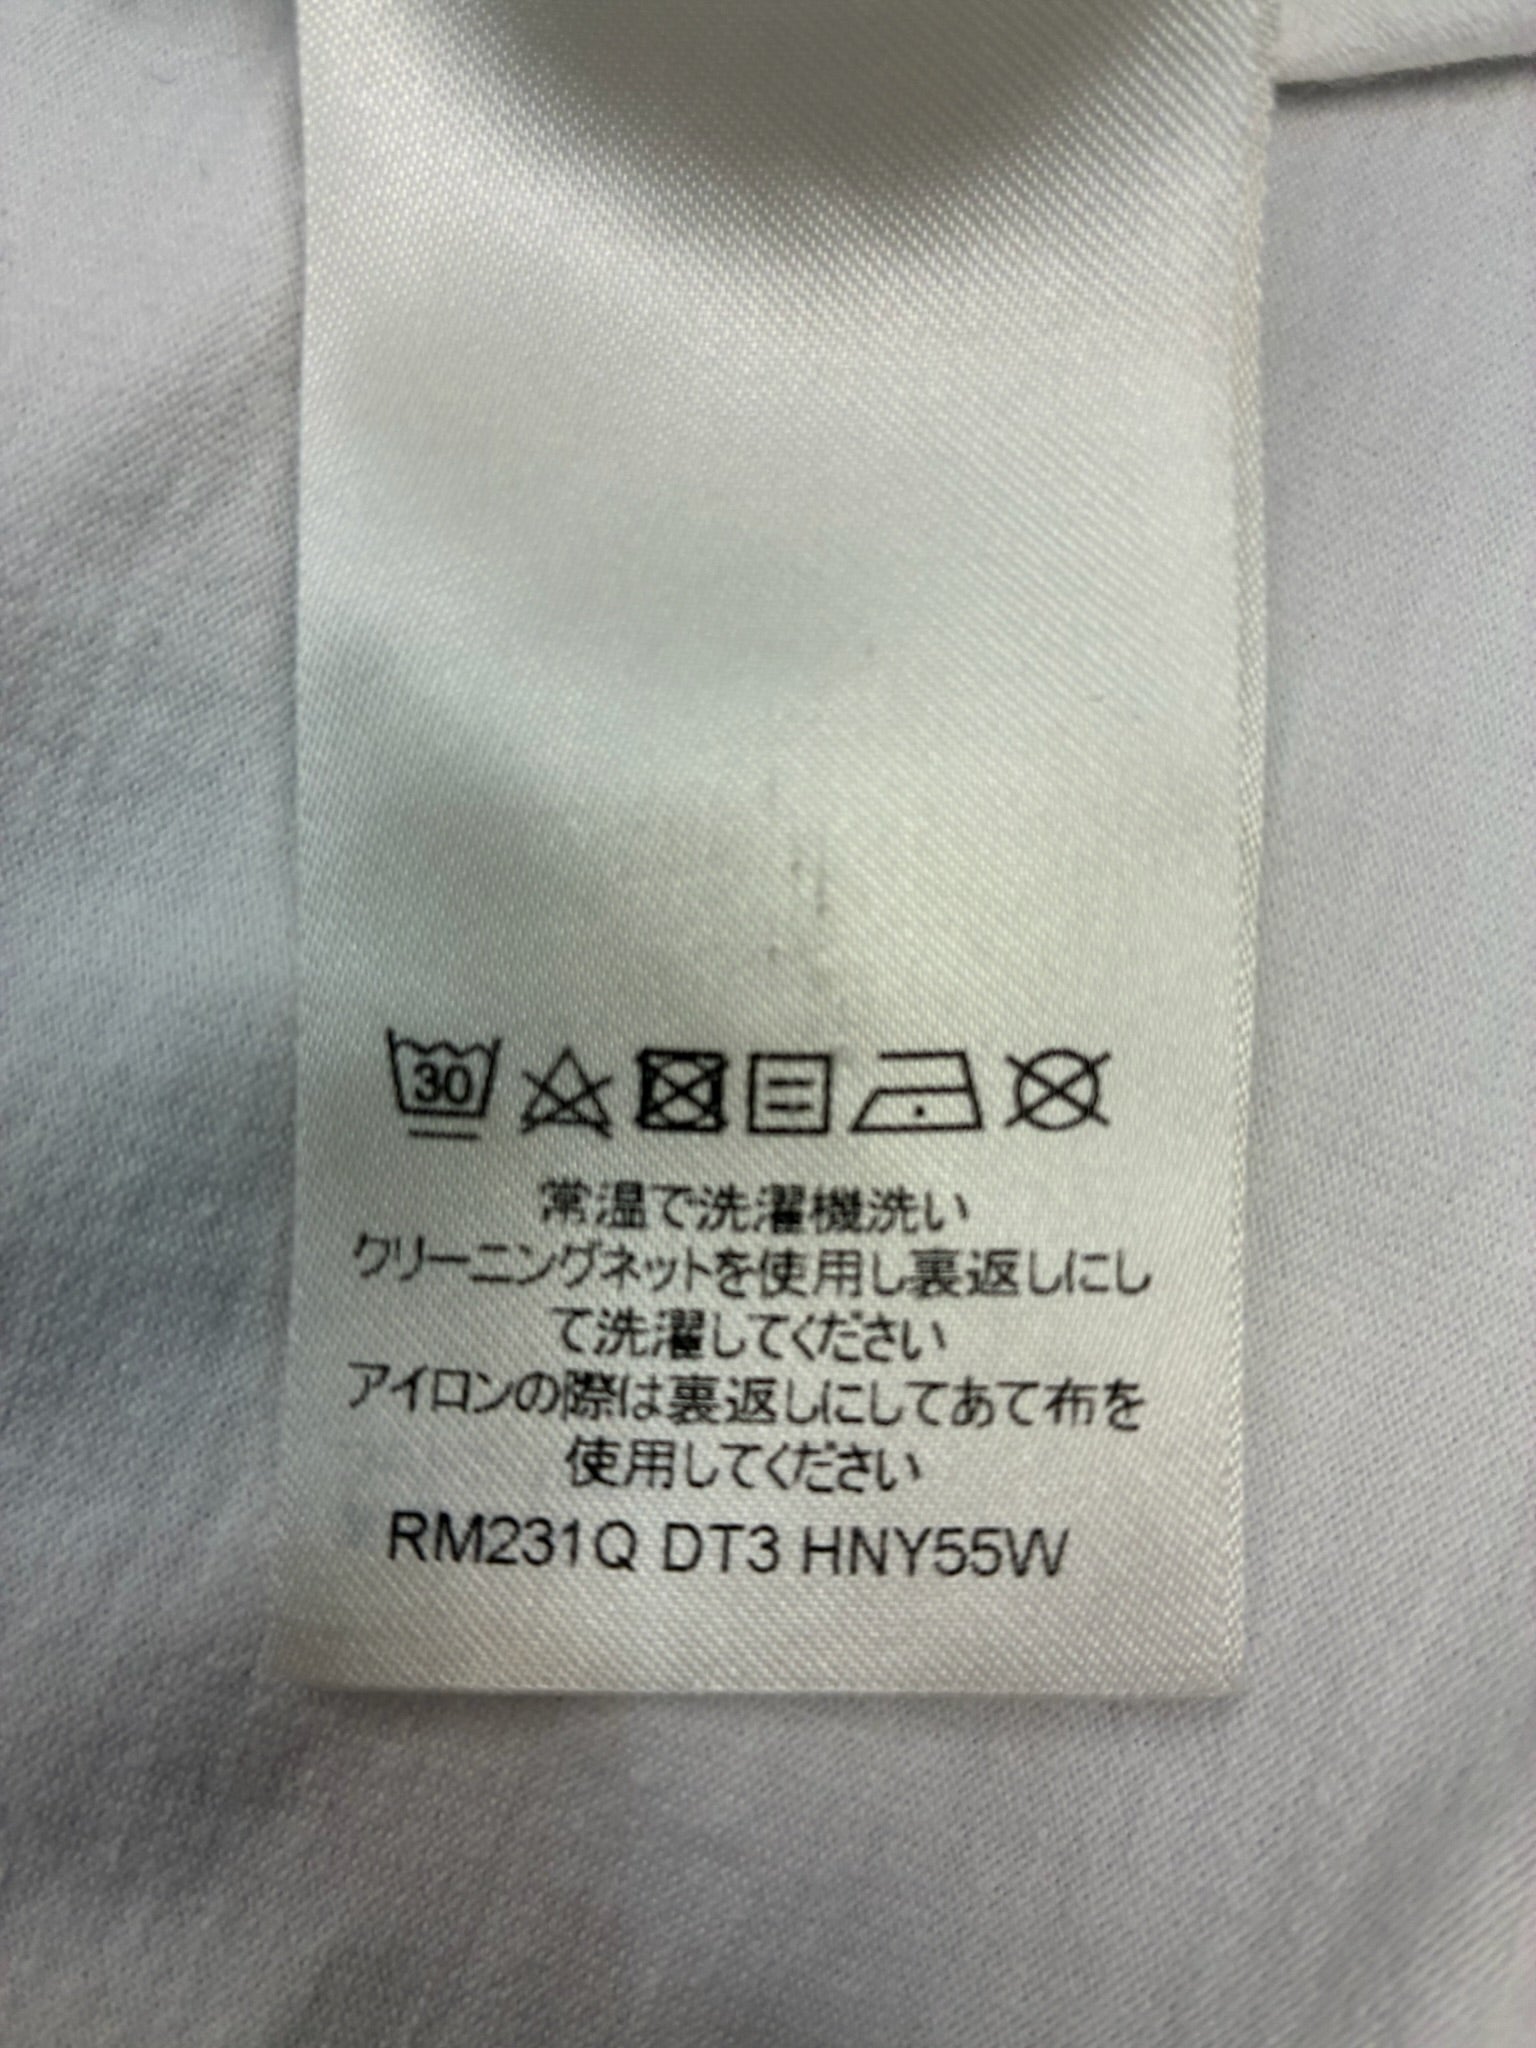 30
常温で洗濯機洗い
クリーニングネットを使用し裏返しにし
て洗濯してください
アイロンの際は裏返しにしてあて布を
使用してください
RM231Q DT3 HNY55W